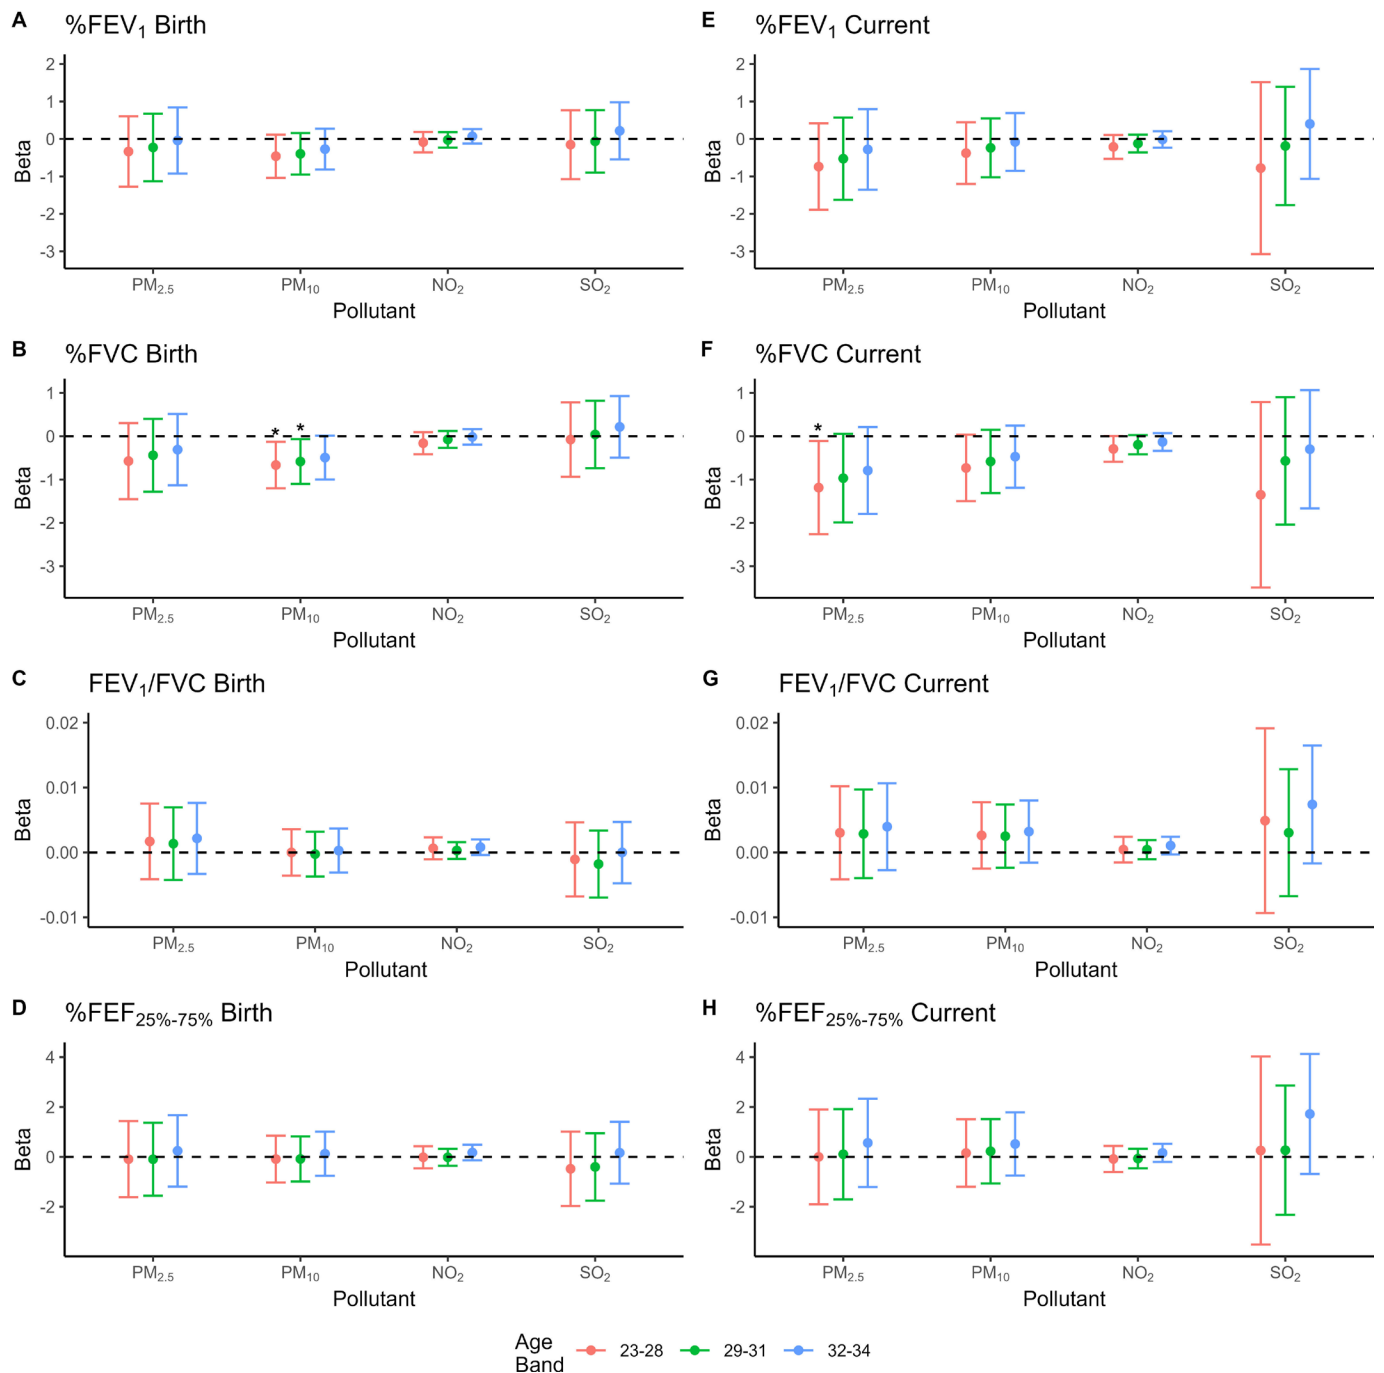 A %FEV₁ Birth
2
1
0
-1
-2
-3
Beta
PM₂.₅ PM₁₀ NO₂ SO₂
Pollutant
E %FEV₁ Current
2
1
0
-1
-2
-3
Beta
PM₂.₅ PM₁₀ NO₂ SO₂
Pollutant
B %FVC Birth
1
0
-1
-2
-3
Beta
* *
PM₂.₅ PM₁₀ NO₂ SO₂
Pollutant
F %FVC Current
1
0
-1
-2
-3
Beta
*
PM₂.₅ PM₁₀ NO₂ SO₂
Pollutant
C FEV₁/FVC Birth
0.02
0.01
0.00
-0.01
Beta
PM₂.₅ PM₁₀ NO₂ SO₂
Pollutant
G FEV₁/FVC Current
0.02
0.01
0.00
-0.01
Beta
PM₂.₅ PM₁₀ NO₂ SO₂
Pollutant
D %FEF₂₅%-₇₅% Birth
4
2
0
-2
Beta
PM₂.₅ PM₁₀ NO₂ SO₂
Pollutant
H %FEF₂₅%-₇₅% Current
4
2
0
-2
Beta
PM₂.₅ PM₁₀ NO₂ SO₂
Pollutant
Age
Band 23-28 29-31 32-34